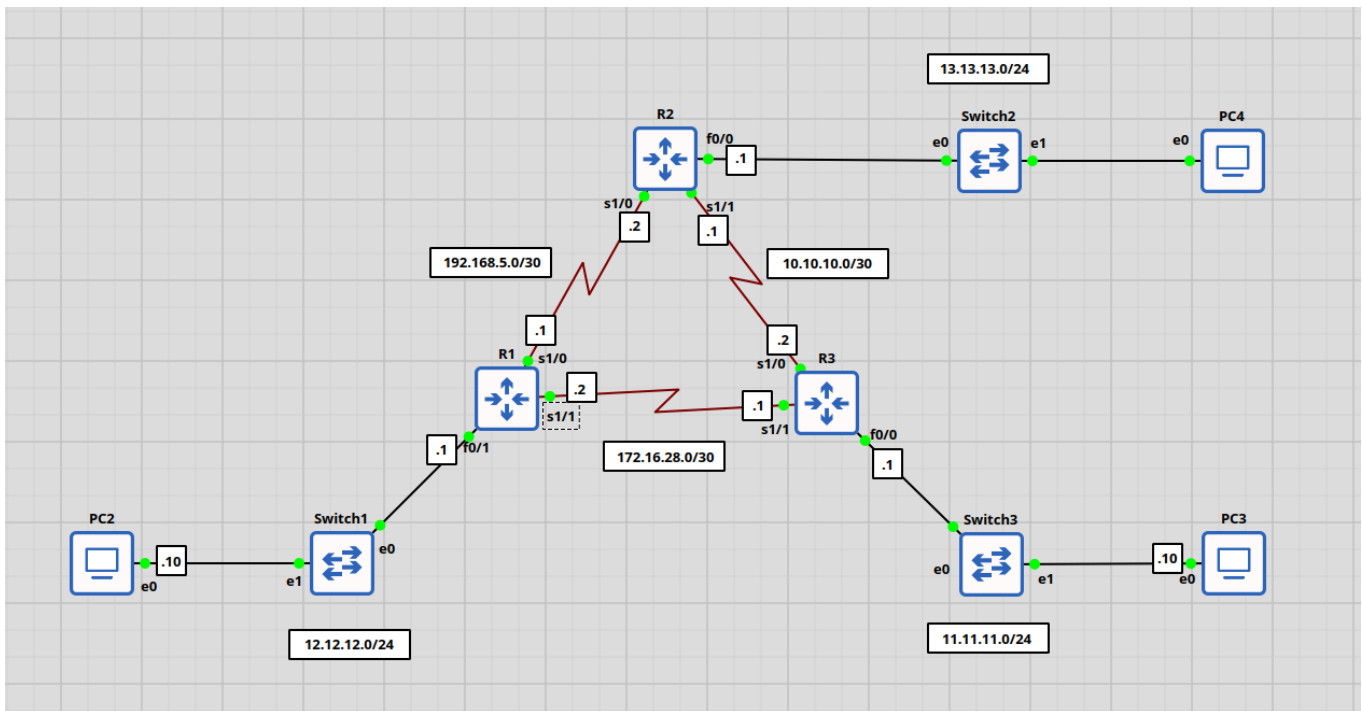 13.13.13.0/24
R2
Switch2
PC4
f0/0
.1
e0
e1
e0
s1/0
.2
s1/1
.1
192.168.5.0/30
10.10.10.0/30
.1
.2
R1
s1/0
s1/0
R3
.2
s1/1
.1
s1/1
.1
f0/1
f0/0
.1
172.16.28.0/30
PC2
Switch1
Switch3
PC3
.10
e0
e1
e0
e0
e1
.10
e0
12.12.12.0/24
11.11.11.0/24